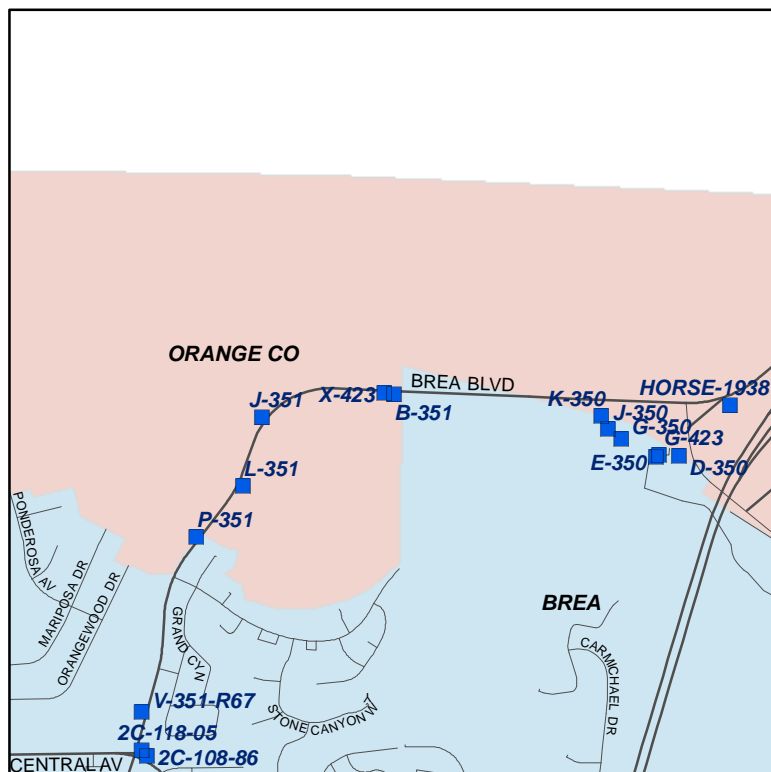 ORANGE CO
BREA BLVD
HORSE-1938
X-423
B-351
J-351
K-350
J-350
G-350
G-423
E-350
D-350
L-351
P-351
PONDEROSA AV
MARIPOSA DR
ORANGEWOOD DR
GRAND CYN
BREA
CARMICHAEL DR
STONE CANYON WY
V-351-R67
2C-118-05
2C-108-86
CENTRAL AV